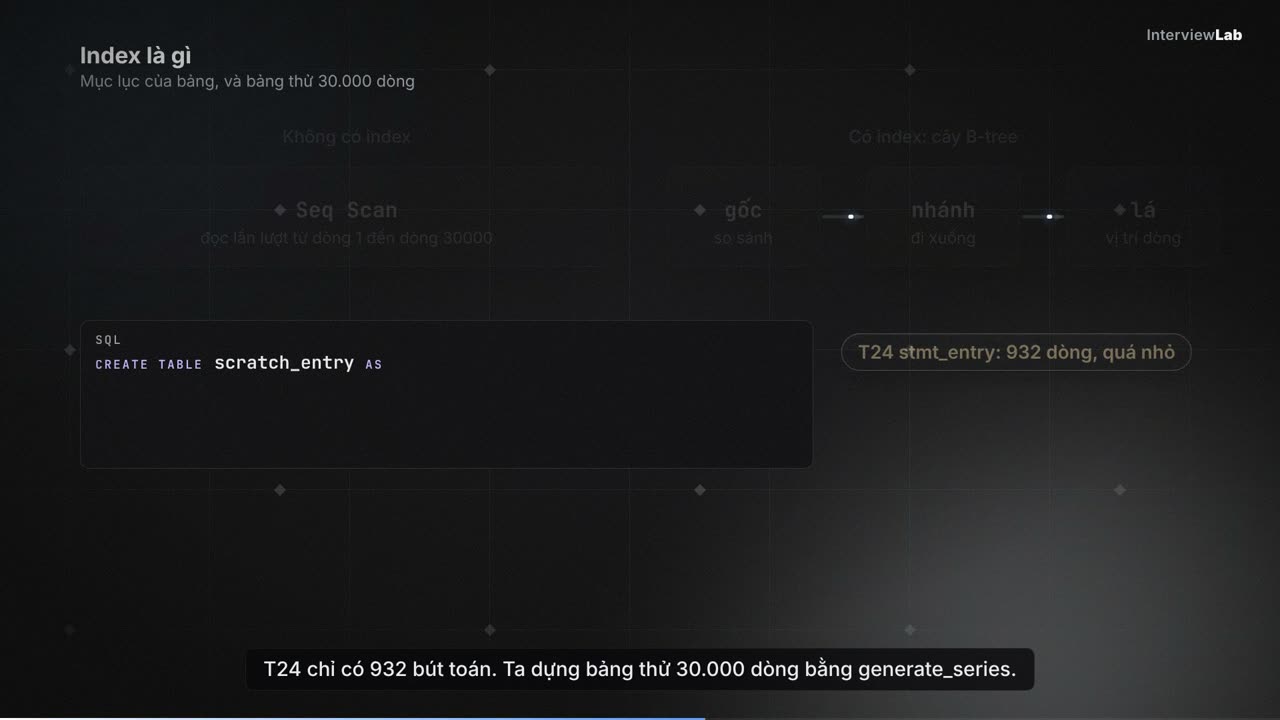 InterviewLab
Index là gì
Mục lục của bảng, và bảng thử 30.000 dòng
Không có index
Có index: cây B-tree
Seq Scan
đọc lần lượt từ dòng 1 đến dòng 30000
gốc
so sánh
nhánh
đi xuống
lá
vị trí dòng
SQL
CREATE TABLE scratch_entry AS
T24 stmt_entry: 932 dòng, quá nhỏ
T24 chỉ có 932 bút toán. Ta dựng bảng thử 30.000 dòng bằng generate_series.